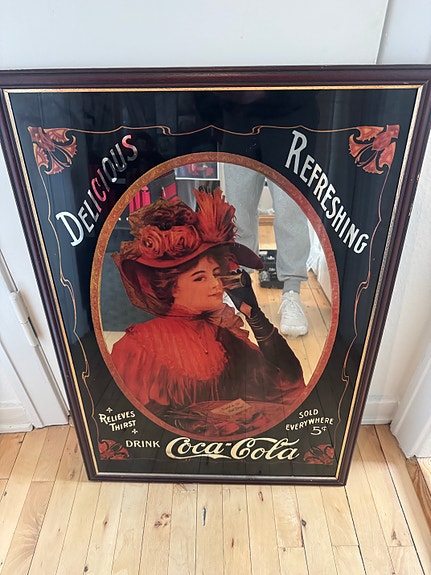 DELICIOUS
REFRESHING
RELIEVES
THIRST
DRINK Coca-Cola
SOLD
EVERYWHERE
5¢